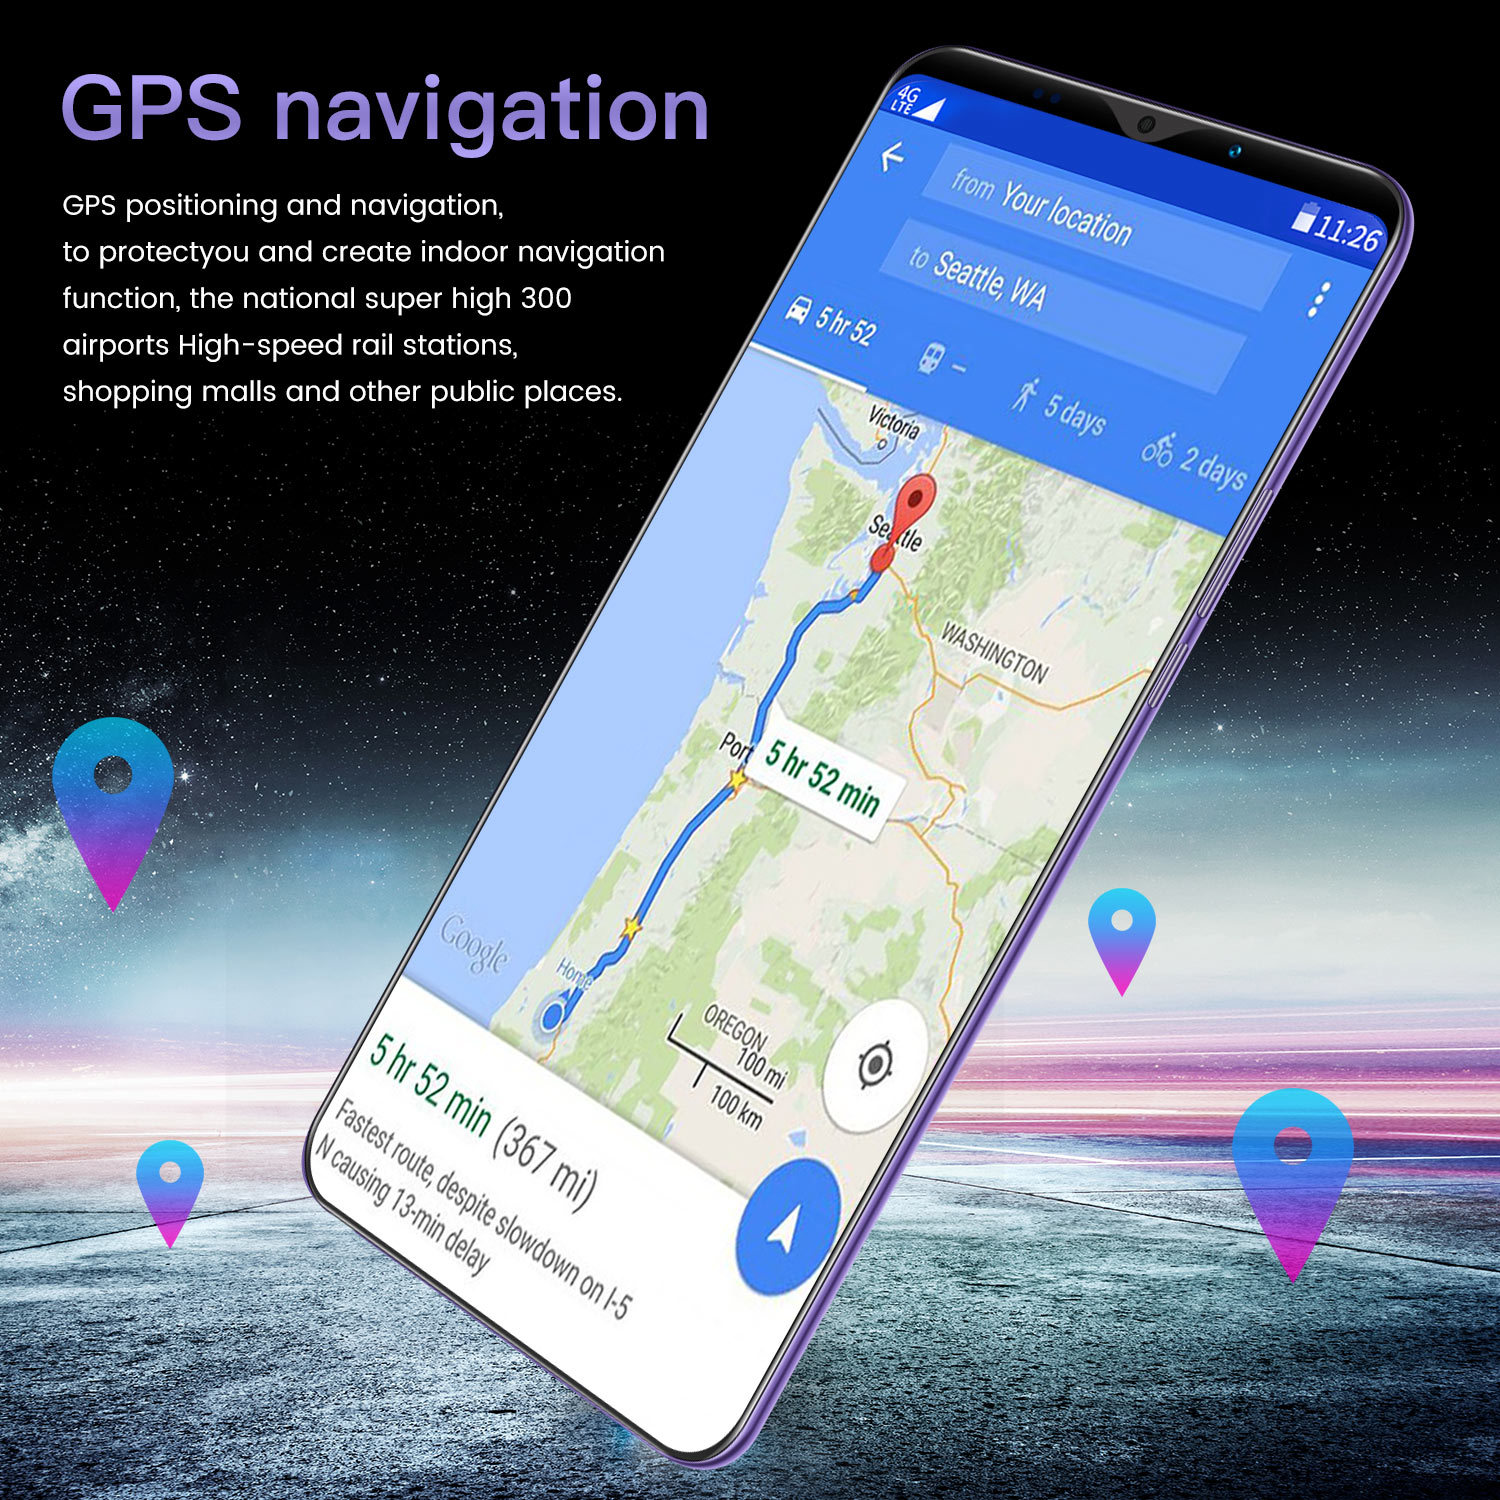 GPS navigation
GPS positioning and navigation,
to protectyou and create indoor navigation
function, the national super high 300
airports High-speed rail stations,
shopping malls and other public places.
4G
LTE
11:26
from Your location
to Seattle, WA
5 hr 52
–
5 days
2 days
Victoria
Seattle
WASHINGTON
Port
5 hr 52 min
Google
Home
OREGON
100 mi
100 km
5 hr 52 min (367 mi)
Fastest route, despite slowdown on I-5
N causing 13-min delay